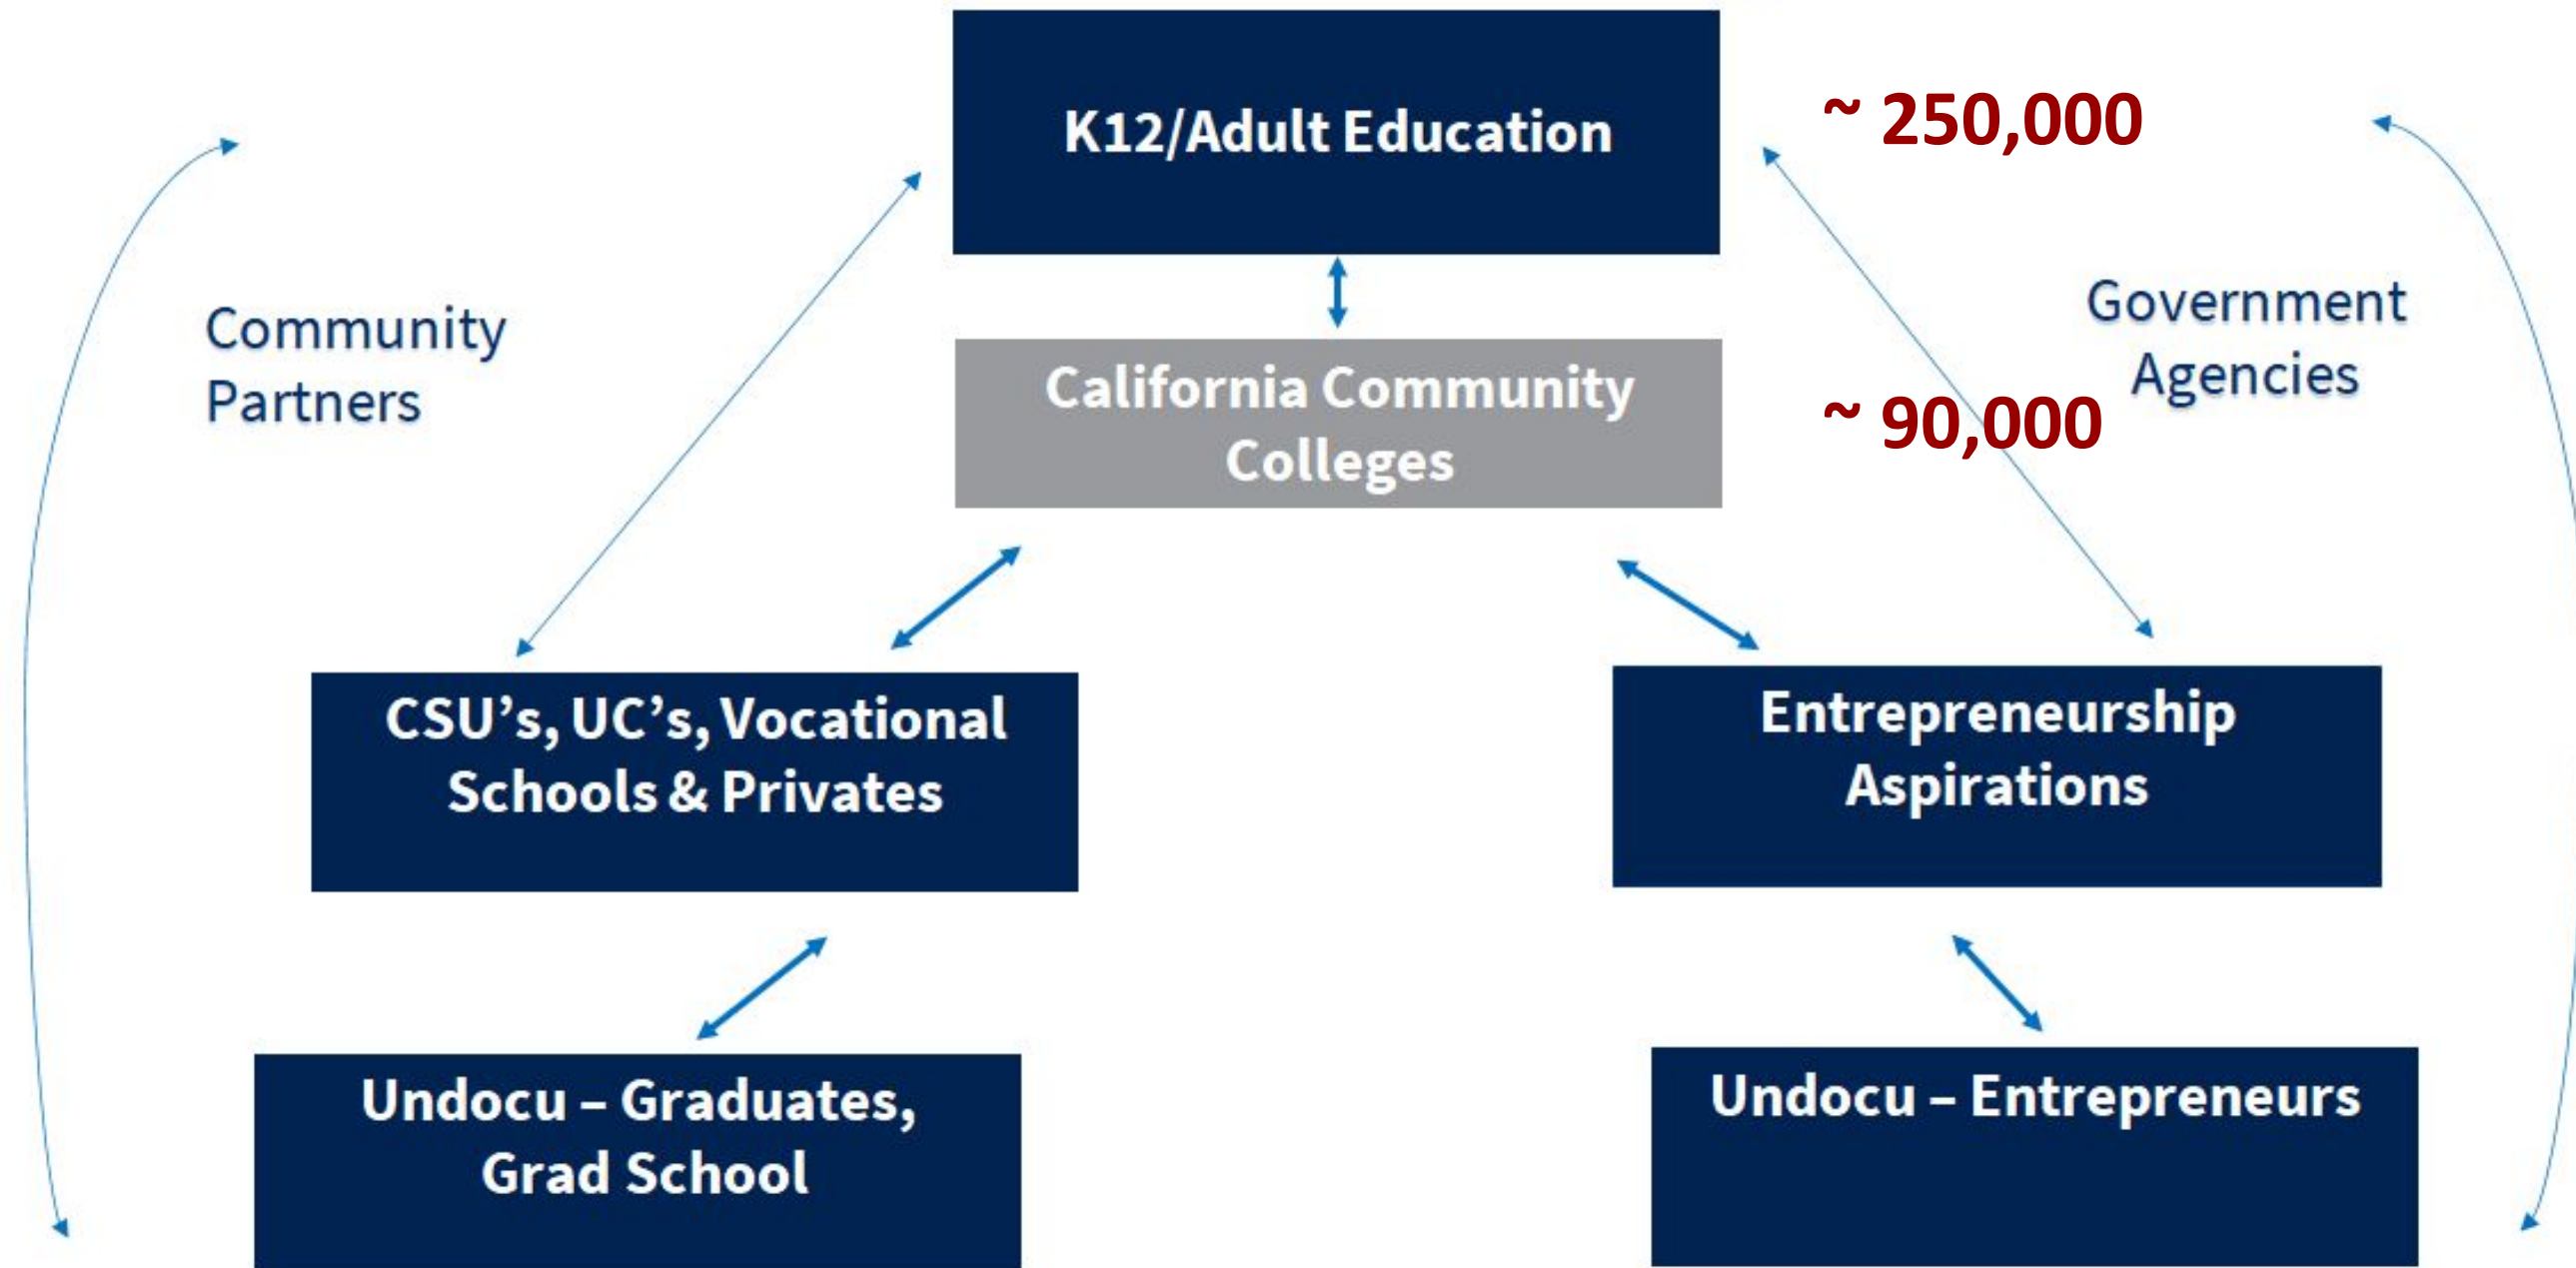 K12/Adult Education
~ 250,000
Community
Partners
Government
Agencies
California Community
Colleges
~ 90,000
CSU’s, UC’s, Vocational
Schools & Privates
Entrepreneurship
Aspirations
Undocu – Graduates,
Grad School
Undocu – Entrepreneurs